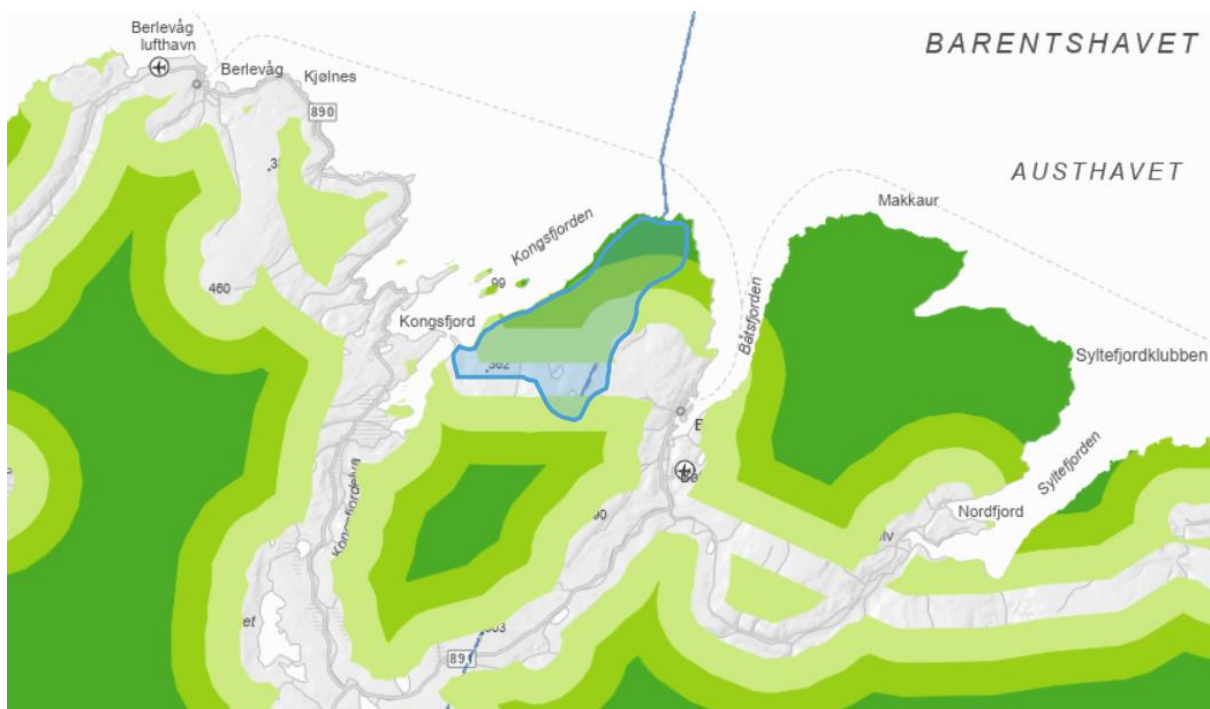 Berlevåg
lufthavn
Berlevåg
Kjølnes
890
BARENTSHAVET
AUSTHAVET
Makkaur
Kongsfjorden
99
460
Kongsfjord
Båtsfjorden
Syltefjordklubben
362
Syltefjorden
Nordfjord
891